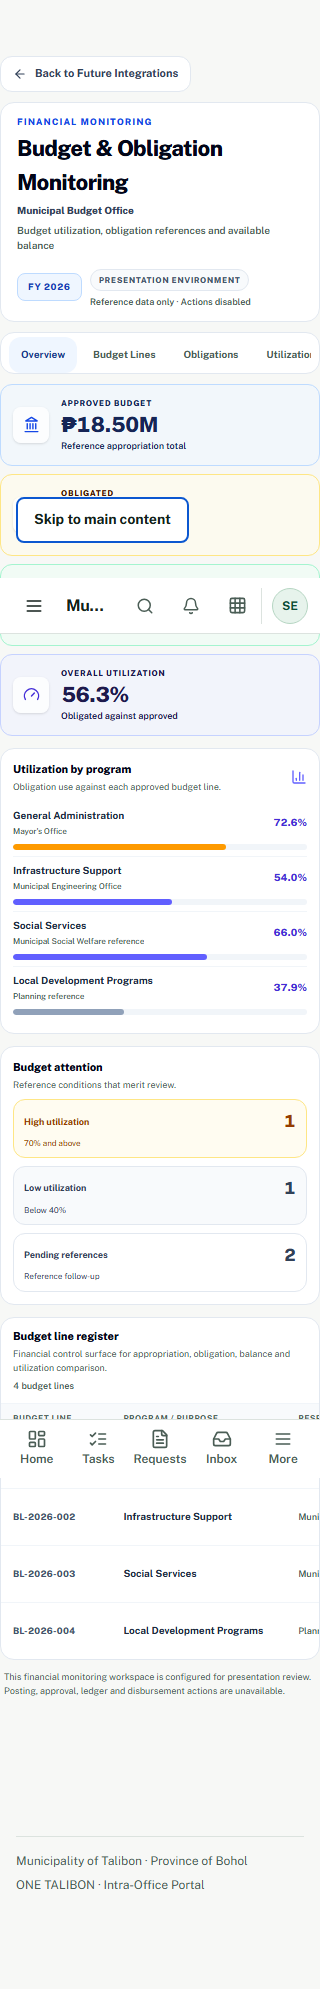 Back to Future Integrations
FINANCIAL MONITORING
Budget & Obligation
Monitoring
Municipal Budget Office
Budget utilization, obligation references and available
balance
FY 2026
PRESENTATION ENVIRONMENT
Reference data only · Actions disabled
Overview Budget Lines Obligations Utilization
APPROVED BUDGET
₱18.50M
Reference appropriation total
OBLIGATED
Skip to main content
Mu... SE
OVERALL UTILIZATION
56.3%
Obligated against approved
Utilization by program
Obligation use against each approved budget line.
General Administration
Mayor's Office
72.6%
Infrastructure Support
Municipal Engineering Office
54.0%
Social Services
Municipal Social Welfare reference
66.0%
Local Development Programs
Planning reference
37.9%
Budget attention
Reference conditions that merit review.
High utilization
70% and above
1
Low utilization
Below 40%
1
Pending references
Reference follow-up
2
Budget line register
Financial control surface for appropriation, obligation, balance and
utilization comparison.
4 budget lines
BUDGET LINE PROGRAM / PURPOSE
Home Tasks Requests Inbox More
BL-2026-002 Infrastructure Support Muni
BL-2026-003 Social Services Muni
BL-2026-004 Local Development Programs Plann
This financial monitoring workspace is configured for presentation review.
Posting, approval, ledger and disbursement actions are unavailable.
Municipality of Talibon · Province of Bohol
ONE TALIBON · Intra-Office Portal